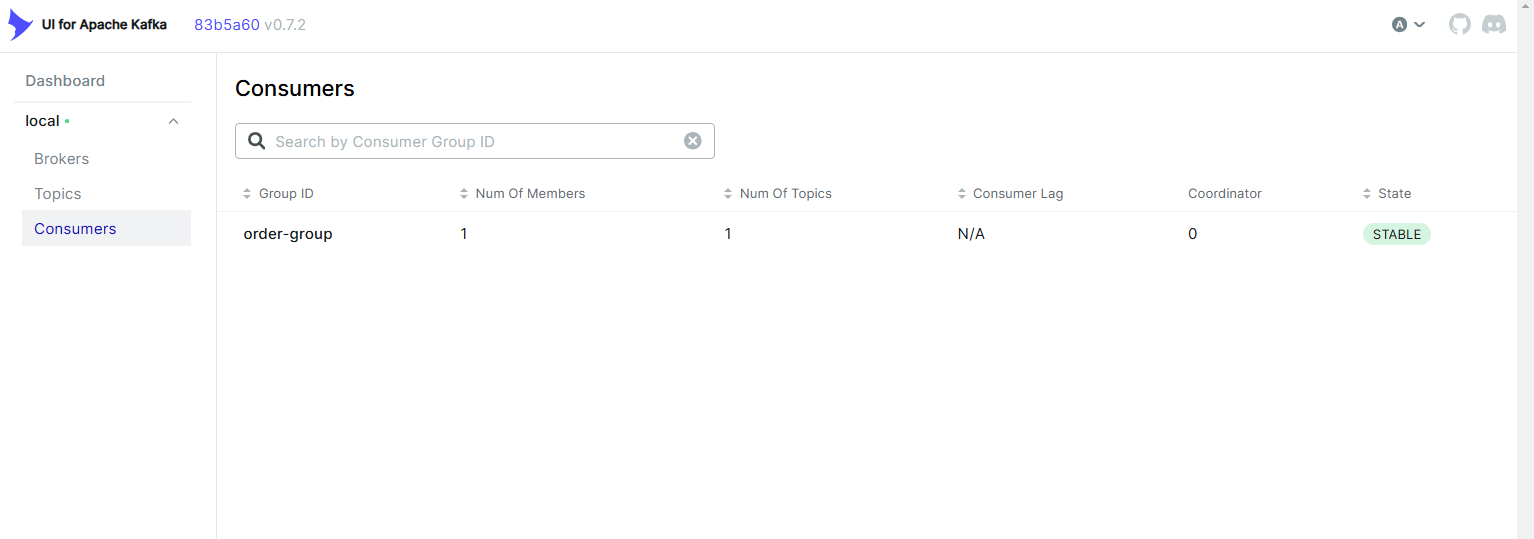 UI for Apache Kafka 83b5a60 v0.7.2 A
Dashboard
local
Brokers
Topics
Consumers
Consumers
Search by Consumer Group ID
Group ID Num Of Members Num Of Topics Consumer Lag Coordinator State
order-group 1 1 N/A 0 STABLE